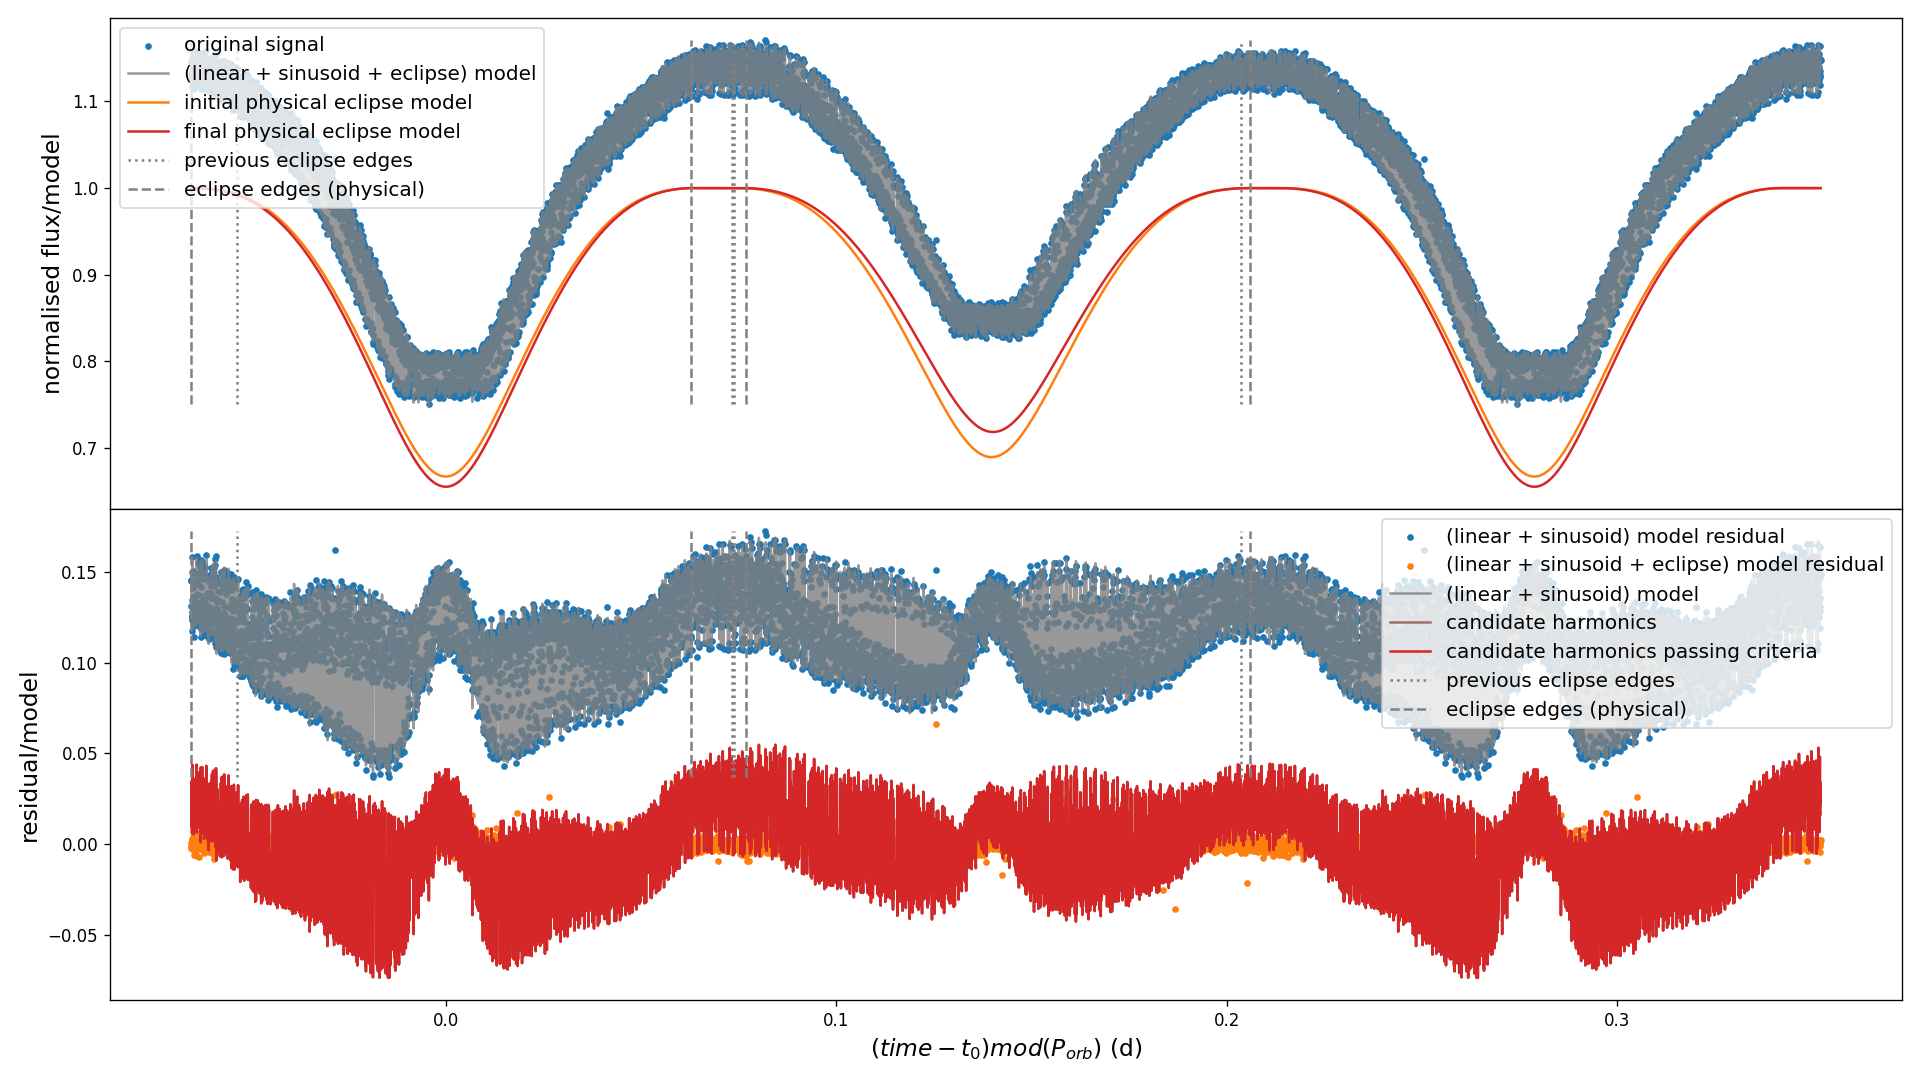 original signal
(linear + sinusoid + eclipse) model
initial physical eclipse model
final physical eclipse model
previous eclipse edges
eclipse edges (physical)
normalised flux/model
1.1
1.0
0.9
0.8
0.7
(linear + sinusoid) model residual
(linear + sinusoid + eclipse) model residual
(linear + sinusoid) model
candidate harmonics
candidate harmonics passing criteria
previous eclipse edges
eclipse edges (physical)
residual/model
0.15
0.10
0.05
0.00
−0.05
0.0 0.1 0.2 0.3
(time − t₀)mod(Pₒᵣb) (d)